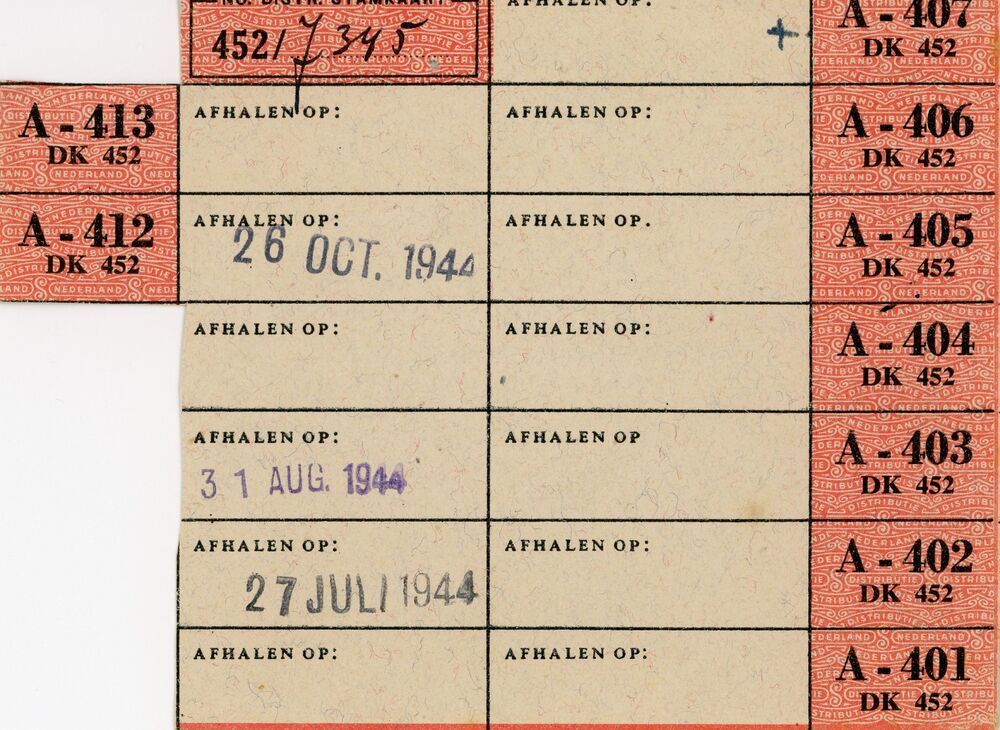 NO. DISTR. STAMKAART
452/7345
AFHALEN OP:
A - 407
DK 452
A - 413
DK 452
AFHALEN OP:
AFHALEN OP:
A - 406
DK 452
A - 412
DK 452
AFHALEN OP:
26 OCT. 1944
AFHALEN OP.
A - 405
DK 452
AFHALEN OP:
AFHALEN OP:
A - 404
DK 452
AFHALEN OP:
31 AUG. 1944
AFHALEN OP
A - 403
DK 452
AFHALEN OP:
27 JULI 1944
AFHALEN OP:
A - 402
DK 452
AFHALEN OP:
AFHALEN OP:
A - 401
DK 452